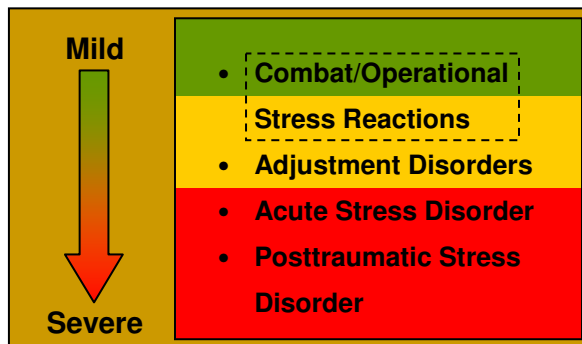 Mild
• Combat/Operational
Stress Reactions
• Adjustment Disorders
• Acute Stress Disorder
• Posttraumatic Stress
Disorder
Severe